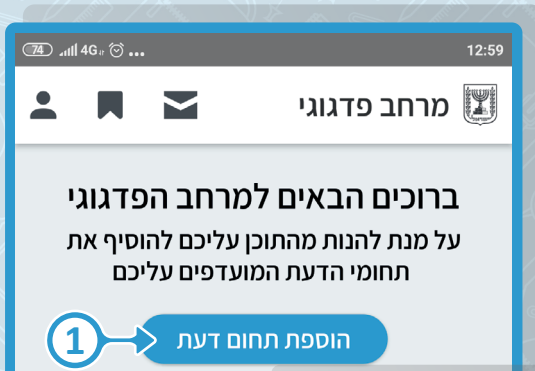 74 4G ... 12:59
מרחב פדגוגי
ברוכים הבאים למרחב הפדגוגי
על מנת להנות מהתוכן עליכם להוסיף את
תחומי הדעת המועדפים עליכם
הוספת תחום דעת
1